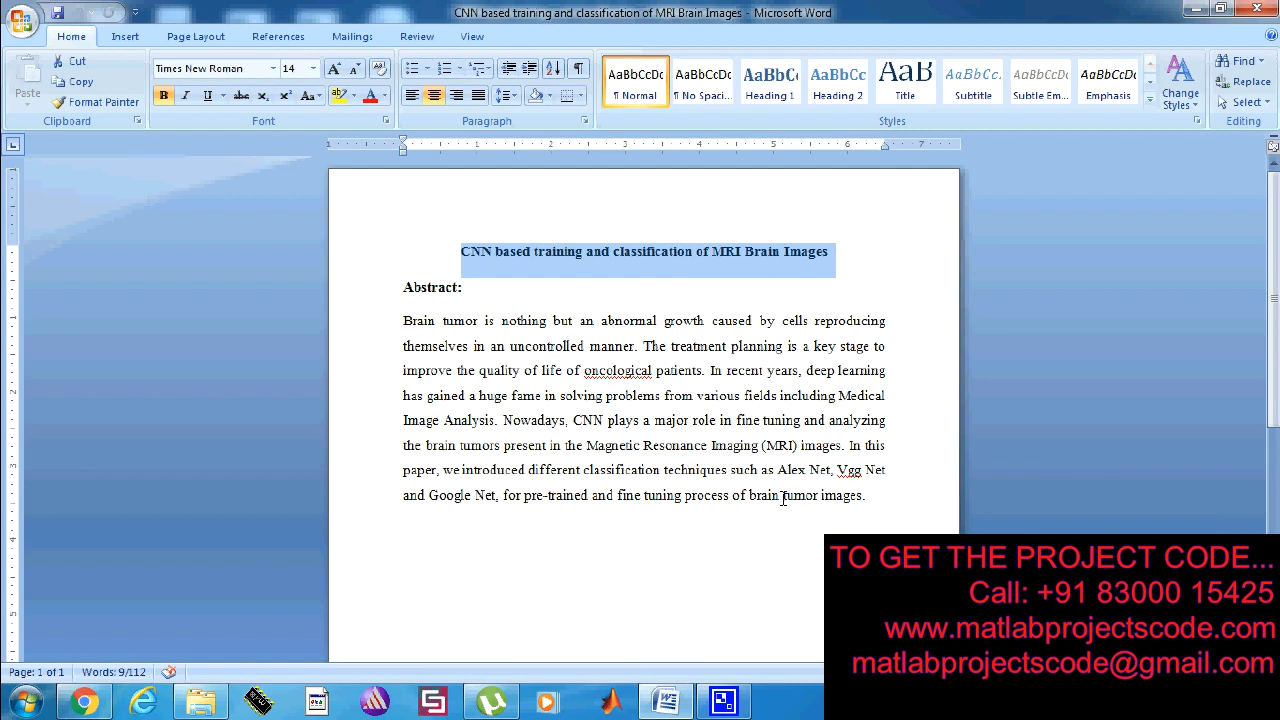 CNN based training and classification of MRI Brain Images - Microsoft Word
Home Insert Page Layout References Mailings Review View
Paste
Cut
Copy
Format Painter
Clipboard
Times New Roman 14
Font
Paragraph
AaBbCcDc AaBbCcDc AaBbC AaBbCc AaB AaBbCc. AaBbCcDc AaBbCcDc
¶ Normal ¶ No Spaci... Heading 1 Heading 2 Title Subtitle Subtle Em... Emphasis
Change
Styles
Styles
Find
Replace
Select
Editing
1 1 2 3 4 5 6 7
CNN based training and classification of MRI Brain Images
Abstract:
Brain tumor is nothing but an abnormal growth caused by cells reproducing
themselves in an uncontrolled manner. The treatment planning is a key stage to
improve the quality of life of oncological patients. In recent years, deep learning
has gained a huge fame in solving problems from various fields including Medical
Image Analysis. Nowadays, CNN plays a major role in fine tuning and analyzing
the brain tumors present in the Magnetic Resonance Imaging (MRI) images. In this
paper, we introduced different classification techniques such as Alex Net, Vgg Net
and Google Net, for pre-trained and fine tuning process of brain tumor images.
TO GET THE PROJECT CODE...
Call: +91 83000 15425
www.matlabprojectscode.com
matlabprojectscode@gmail.com
Page: 1 of 1 Words: 9/112